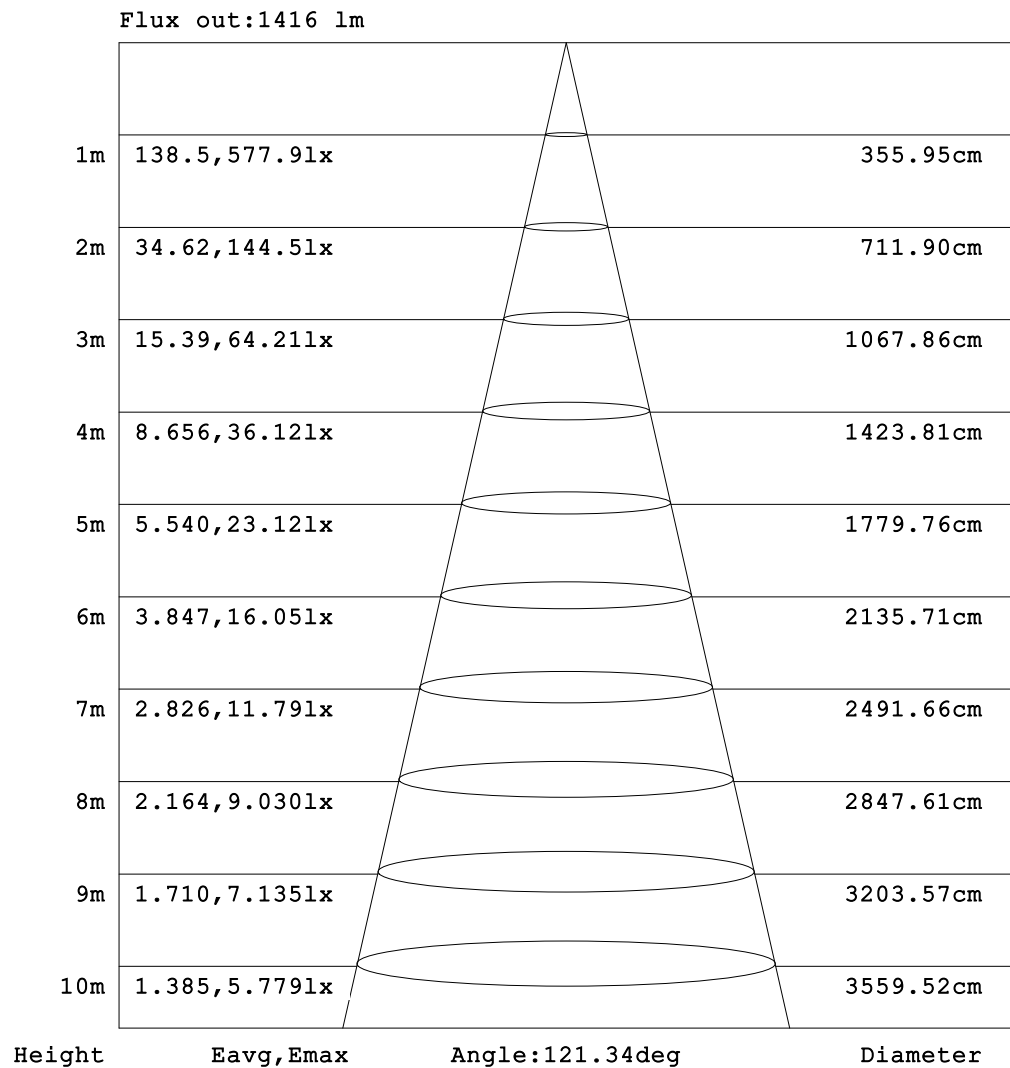 Flux out:1416 lm
1m 138.5,577.9lx 355.95cm
2m 34.62,144.5lx 711.90cm
3m 15.39,64.21lx 1067.86cm
4m 8.656,36.12lx 1423.81cm
5m 5.540,23.12lx 1779.76cm
6m 3.847,16.05lx 2135.71cm
7m 2.826,11.79lx 2491.66cm
8m 2.164,9.030lx 2847.61cm
9m 1.710,7.135lx 3203.57cm
10m 1.385,5.779lx 3559.52cm
Height Eavg,Emax Angle:121.34deg Diameter